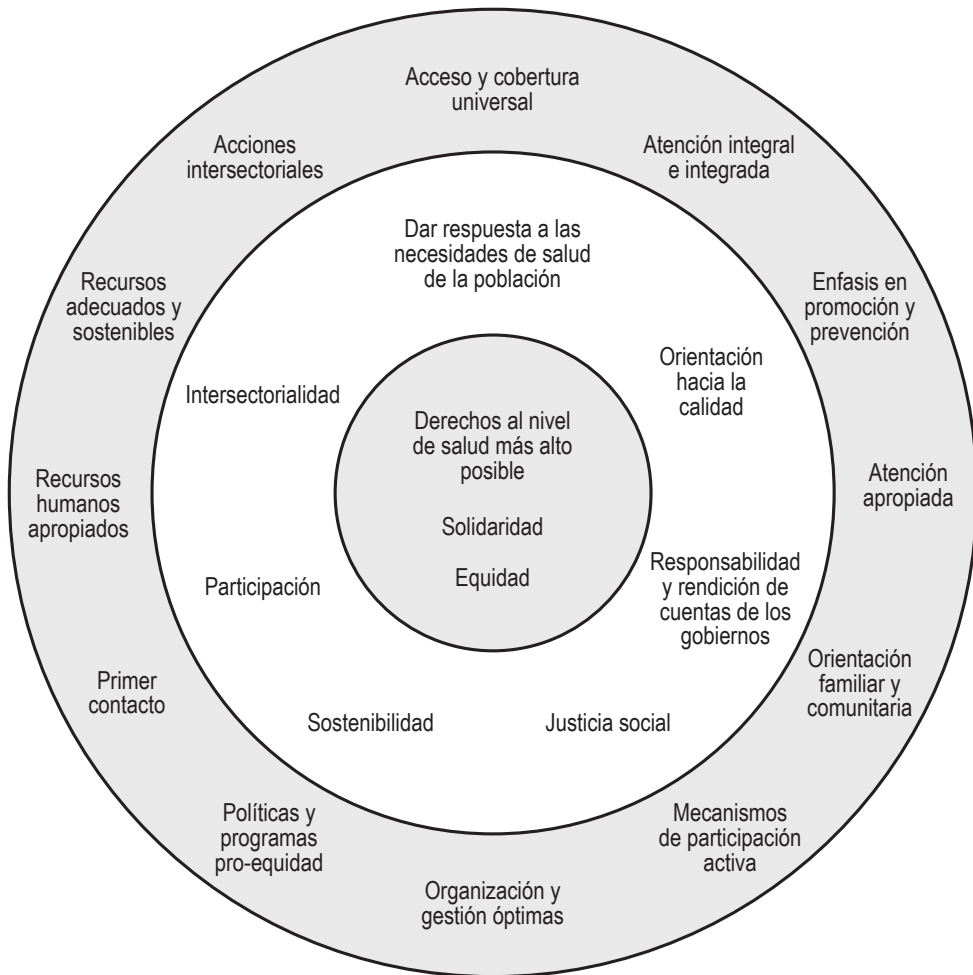 Acceso y cobertura
universal
Atención integral
e integrada
Enfasis en
promoción y
prevención
Atención
apropiada
Orientación
familiar y
comunitaria
Mecanismos
de participación
activa
Organización y
gestión óptimas
Políticas y
programas
pro-equidad
Primer
contacto
Recursos
humanos
apropiados
Recursos
adecuados y
sostenibles
Acciones
intersectoriales
Dar respuesta a las
necesidades de salud
de la población
Orientación
hacia la
calidad
Responsabilidad
y rendición de
cuentas de los
gobiernos
Justicia social
Sostenibilidad
Participación
Intersectorialidad
Derechos al nivel
de salud más alto
posible
Solidaridad
Equidad